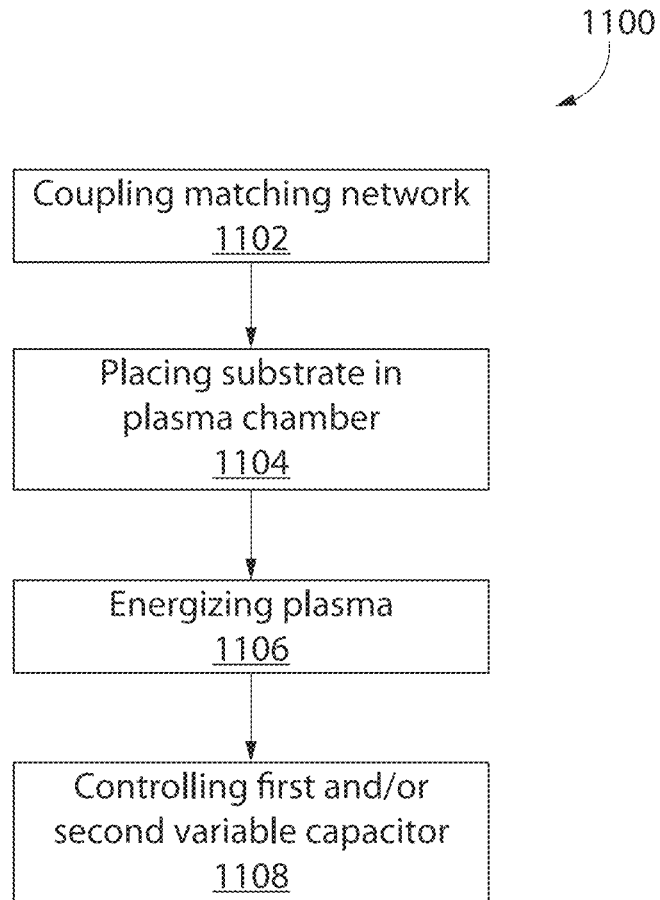 1100
Coupling matching network
1102
Placing substrate in
plasma chamber
1104
Energizing plasma
1106
Controlling first and/or
second variable capacitor
1108